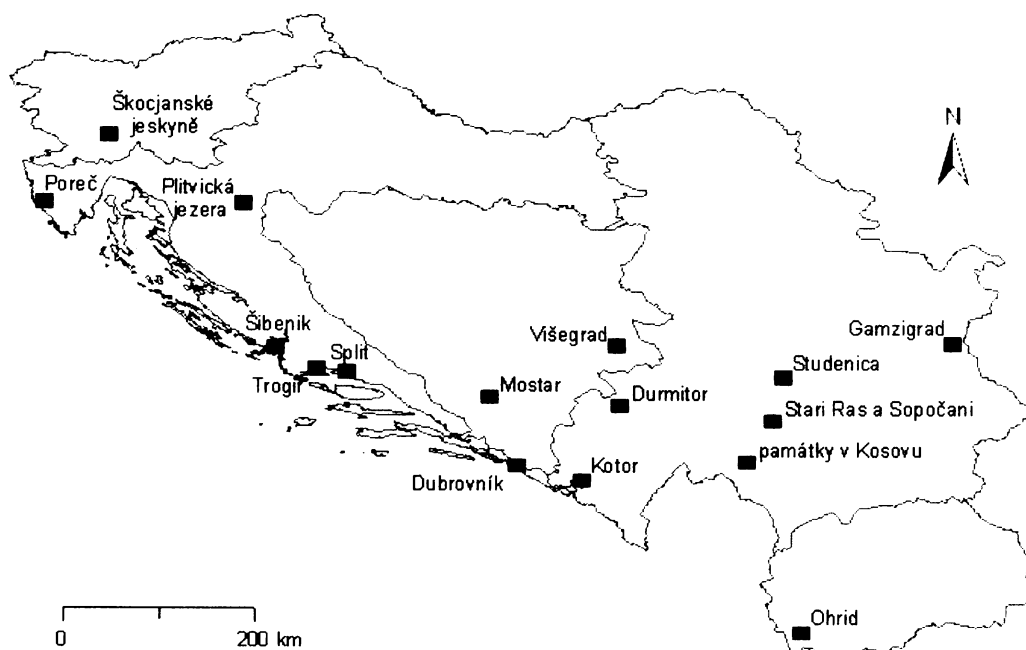 Škocjanské
jeskyně
N
Poreč
Plitvická
jezera
Šibenik
Split
Trogir
Višegrad
Gamzigrad
Studenica
Mostar
Durmitor
Stari Ras a Sopočani
památky v Kosovu
Dubrovník
Kotor
Ohrid
0 200 km